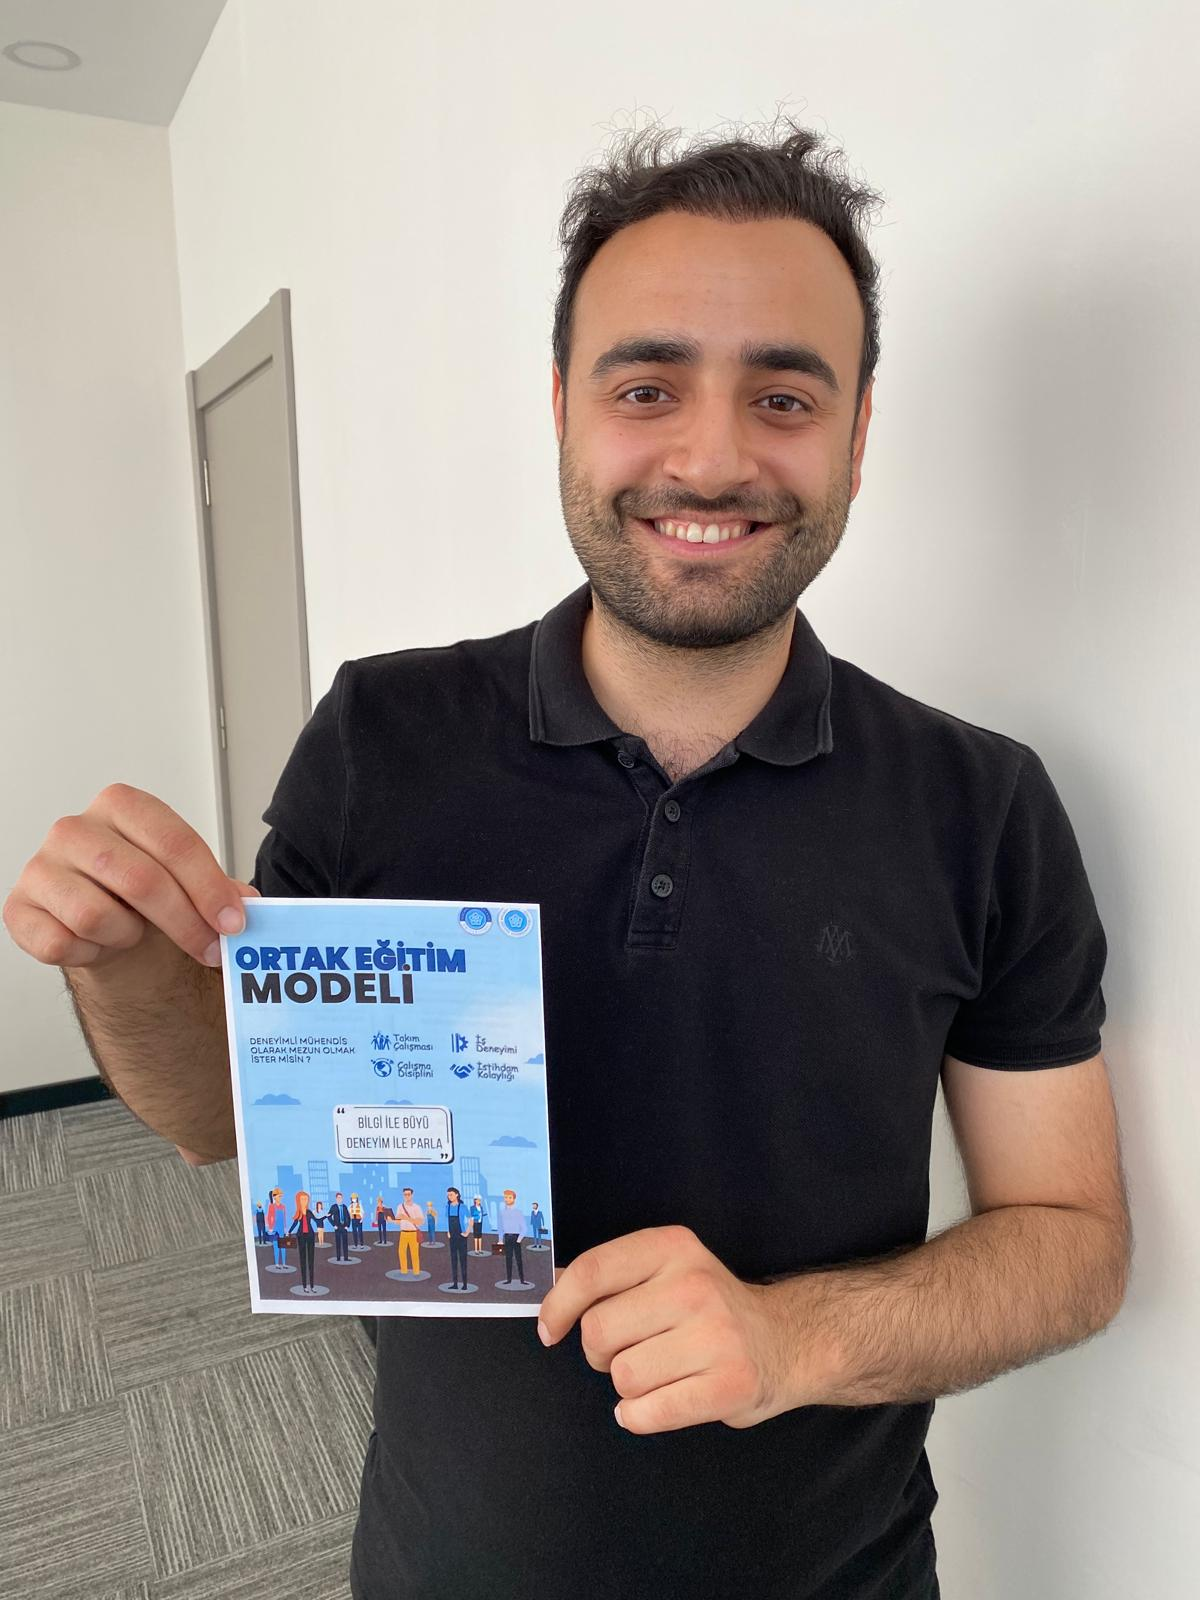 ORTAK EĞİTİM
MODELİ
DENEYİMLİ MÜHENDİS
OLARAK MEZUN OLMAK
İSTER MİSİN ?
Takım
Çalışması
İş
Deneyimi
Çalışma
Disiplini
İstihdam
Kolaylığı
“ BİLGİ İLE BÜYÜ
DENEYİM İLE PARLA ”